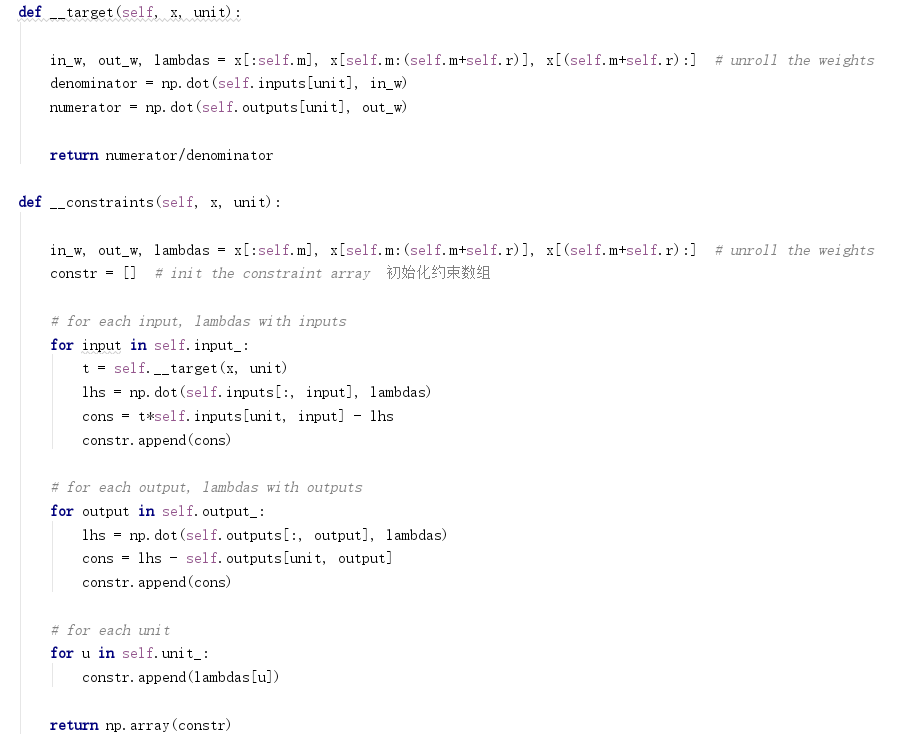 def __target(self, x, unit):
in_w, out_w, lambdas = x[:self.m], x[self.m:(self.m+self.r)], x[(self.m+self.r):]  # unroll the weights
denominator = np.dot(self.inputs[unit], in_w)
numerator = np.dot(self.outputs[unit], out_w)
return numerator/denominator
def __constraints(self, x, unit):
in_w, out_w, lambdas = x[:self.m], x[self.m:(self.m+self.r)], x[(self.m+self.r):]  # unroll the weights
constr = []  # init the constraint array  初始化约束数组
# for each input, lambdas with inputs
for input in self.input_:
t = self.__target(x, unit)
lhs = np.dot(self.inputs[:, input], lambdas)
cons = t*self.inputs[unit, input] - lhs
constr.append(cons)
# for each output, lambdas with outputs
for output in self.output_:
lhs = np.dot(self.outputs[:, output], lambdas)
cons = lhs - self.outputs[unit, output]
constr.append(cons)
# for each unit
for u in self.unit_:
constr.append(lambdas[u])
return np.array(constr)